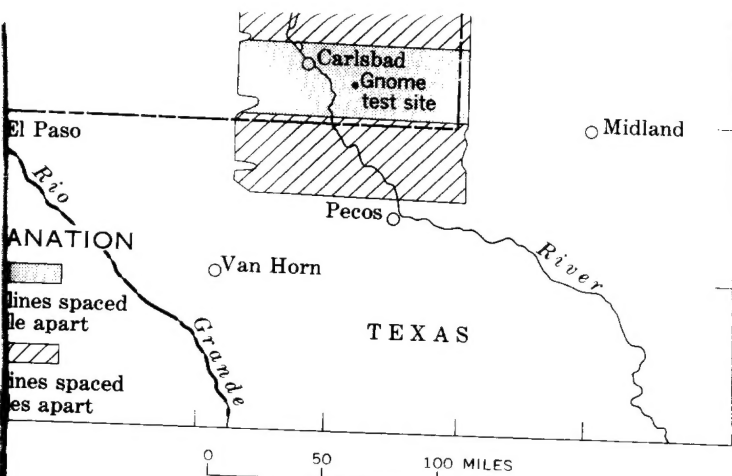 Carlsbad
Gnome
test site
El Paso
Midland
Rio
Pecos
ANATION
Van Horn
River
lines spaced
le apart
TEXAS
Grande
ines spaced
es apart
0 50 100 MILES